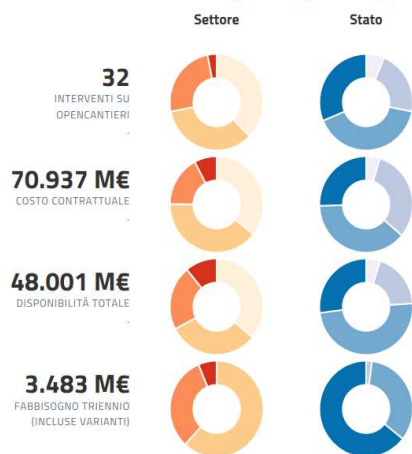 Settore
Stato
32
INTERVENTI SU
OPENCANTIERI
.
70.937 M€
COSTO CONTRATTUALE
.
48.001 M€
DISPONIBILITÀ TOTALE
.
3.483 M€
FABBISOGNO TRIENNIO
(INCLUSE VARIANTI)